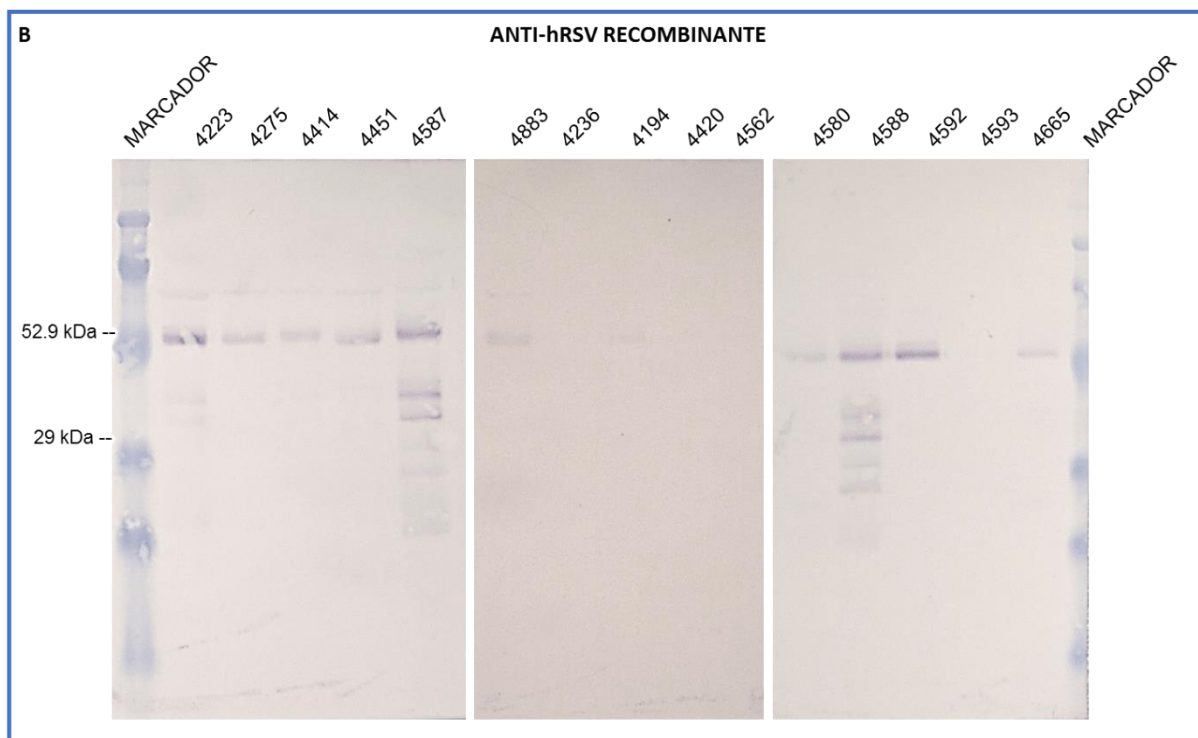 B
ANTI-hRSV RECOMBINANTE
MARCADOR
4223
4275
4414
4451
4587
4883
4236
4194
4420
4562
4580
4588
4592
4593
4665
MARCADOR
52.9 kDa --
29 kDa --